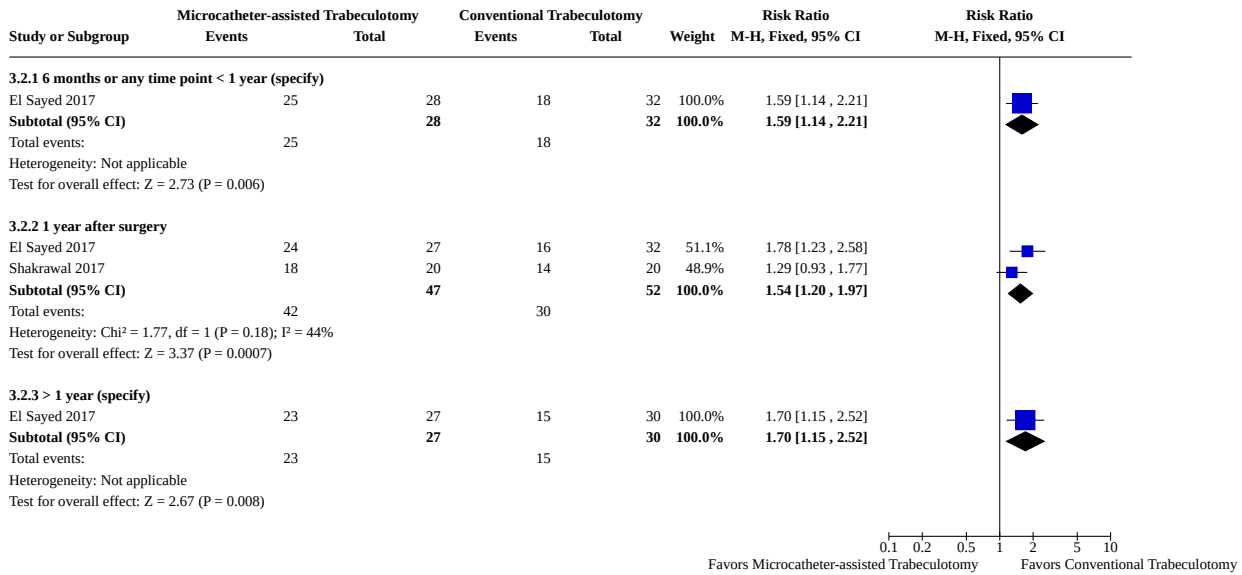 Microcatheter-assisted Trabeculotomy Conventional Trabeculotomy Risk Ratio Risk Ratio
Study or Subgroup Events Total Events Total Weight M-H, Fixed, 95% CI M-H, Fixed, 95% CI
3.2.1 6 months or any time point < 1 year (specify)
El Sayed 2017 25 28 18 32 100.0% 1.59 [1.14 , 2.21]
Subtotal (95% CI) 28 32 100.0% 1.59 [1.14 , 2.21]
Total events: 25 18
Heterogeneity: Not applicable
Test for overall effect: Z = 2.73 (P = 0.006)
3.2.2 1 year after surgery
El Sayed 2017 24 27 16 32 51.1% 1.78 [1.23 , 2.58]
Shakrawal 2017 18 20 14 20 48.9% 1.29 [0.93 , 1.77]
Subtotal (95% CI) 47 52 100.0% 1.54 [1.20 , 1.97]
Total events: 42 30
Heterogeneity: Chi² = 1.77, df = 1 (P = 0.18); I² = 44%
Test for overall effect: Z = 3.37 (P = 0.0007)
3.2.3 > 1 year (specify)
El Sayed 2017 23 27 15 30 100.0% 1.70 [1.15 , 2.52]
Subtotal (95% CI) 27 30 100.0% 1.70 [1.15 , 2.52]
Total events: 23 15
Heterogeneity: Not applicable
Test for overall effect: Z = 2.67 (P = 0.008)
0.1 0.2 0.5 1 2 5 10
Favors Microcatheter-assisted Trabeculotomy Favors Conventional Trabeculotomy